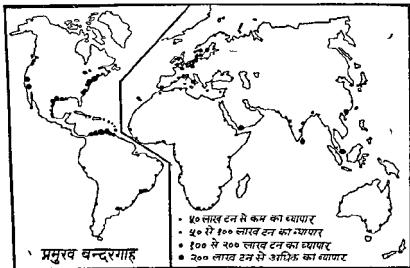 • ५० लाख टन से कम का व्यापार
• ५० से १०० लाख टन का व्यापार
• १०० से २०० लाख टन का व्यापार
• २०० लाख टन से अधिक का व्यापार
प्रमुख बन्दरगाह